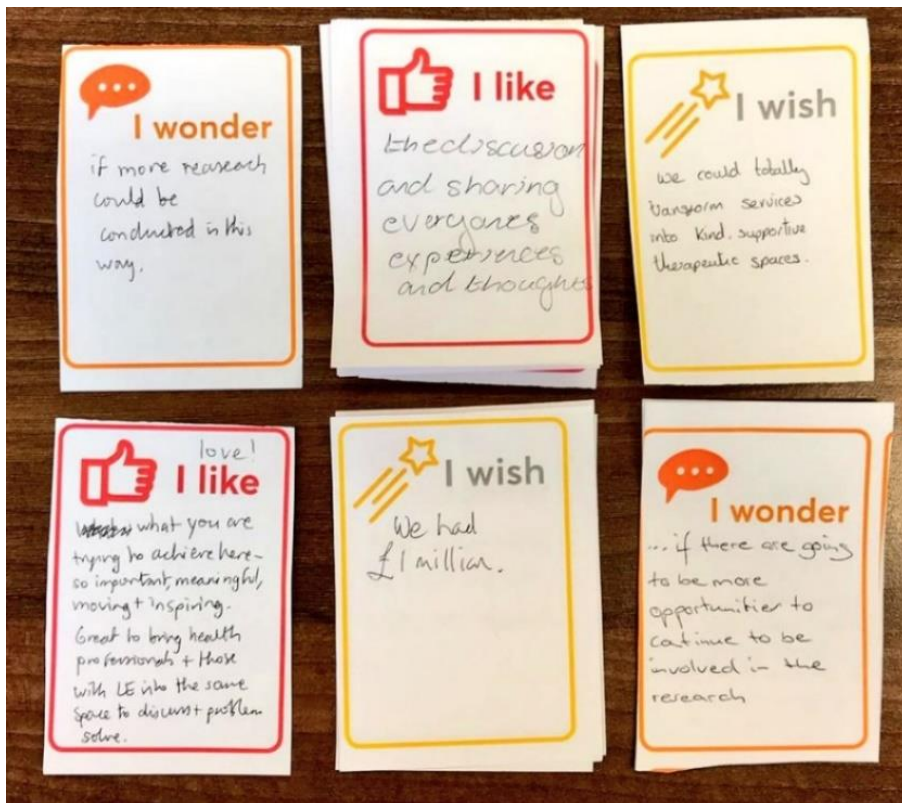 I wonder
if more reaseach
could be
conducted in this
way.
I like
the discussion
and sharing
everyones
experiences
and thoughts
I wish
we could totally
transform services
into kind. supportive
therapeutic spaces.
love!
I like
what you are
trying to achieve here-
so important, meaningful,
moving + inspiring.
Great to bring health
professionals + those
with LE into the same
space to discuss + problem
solve.
I wish
We had
£1 million.
I wonder
... if there are going
to be more
opportunities to
continue to be
involved in the
research